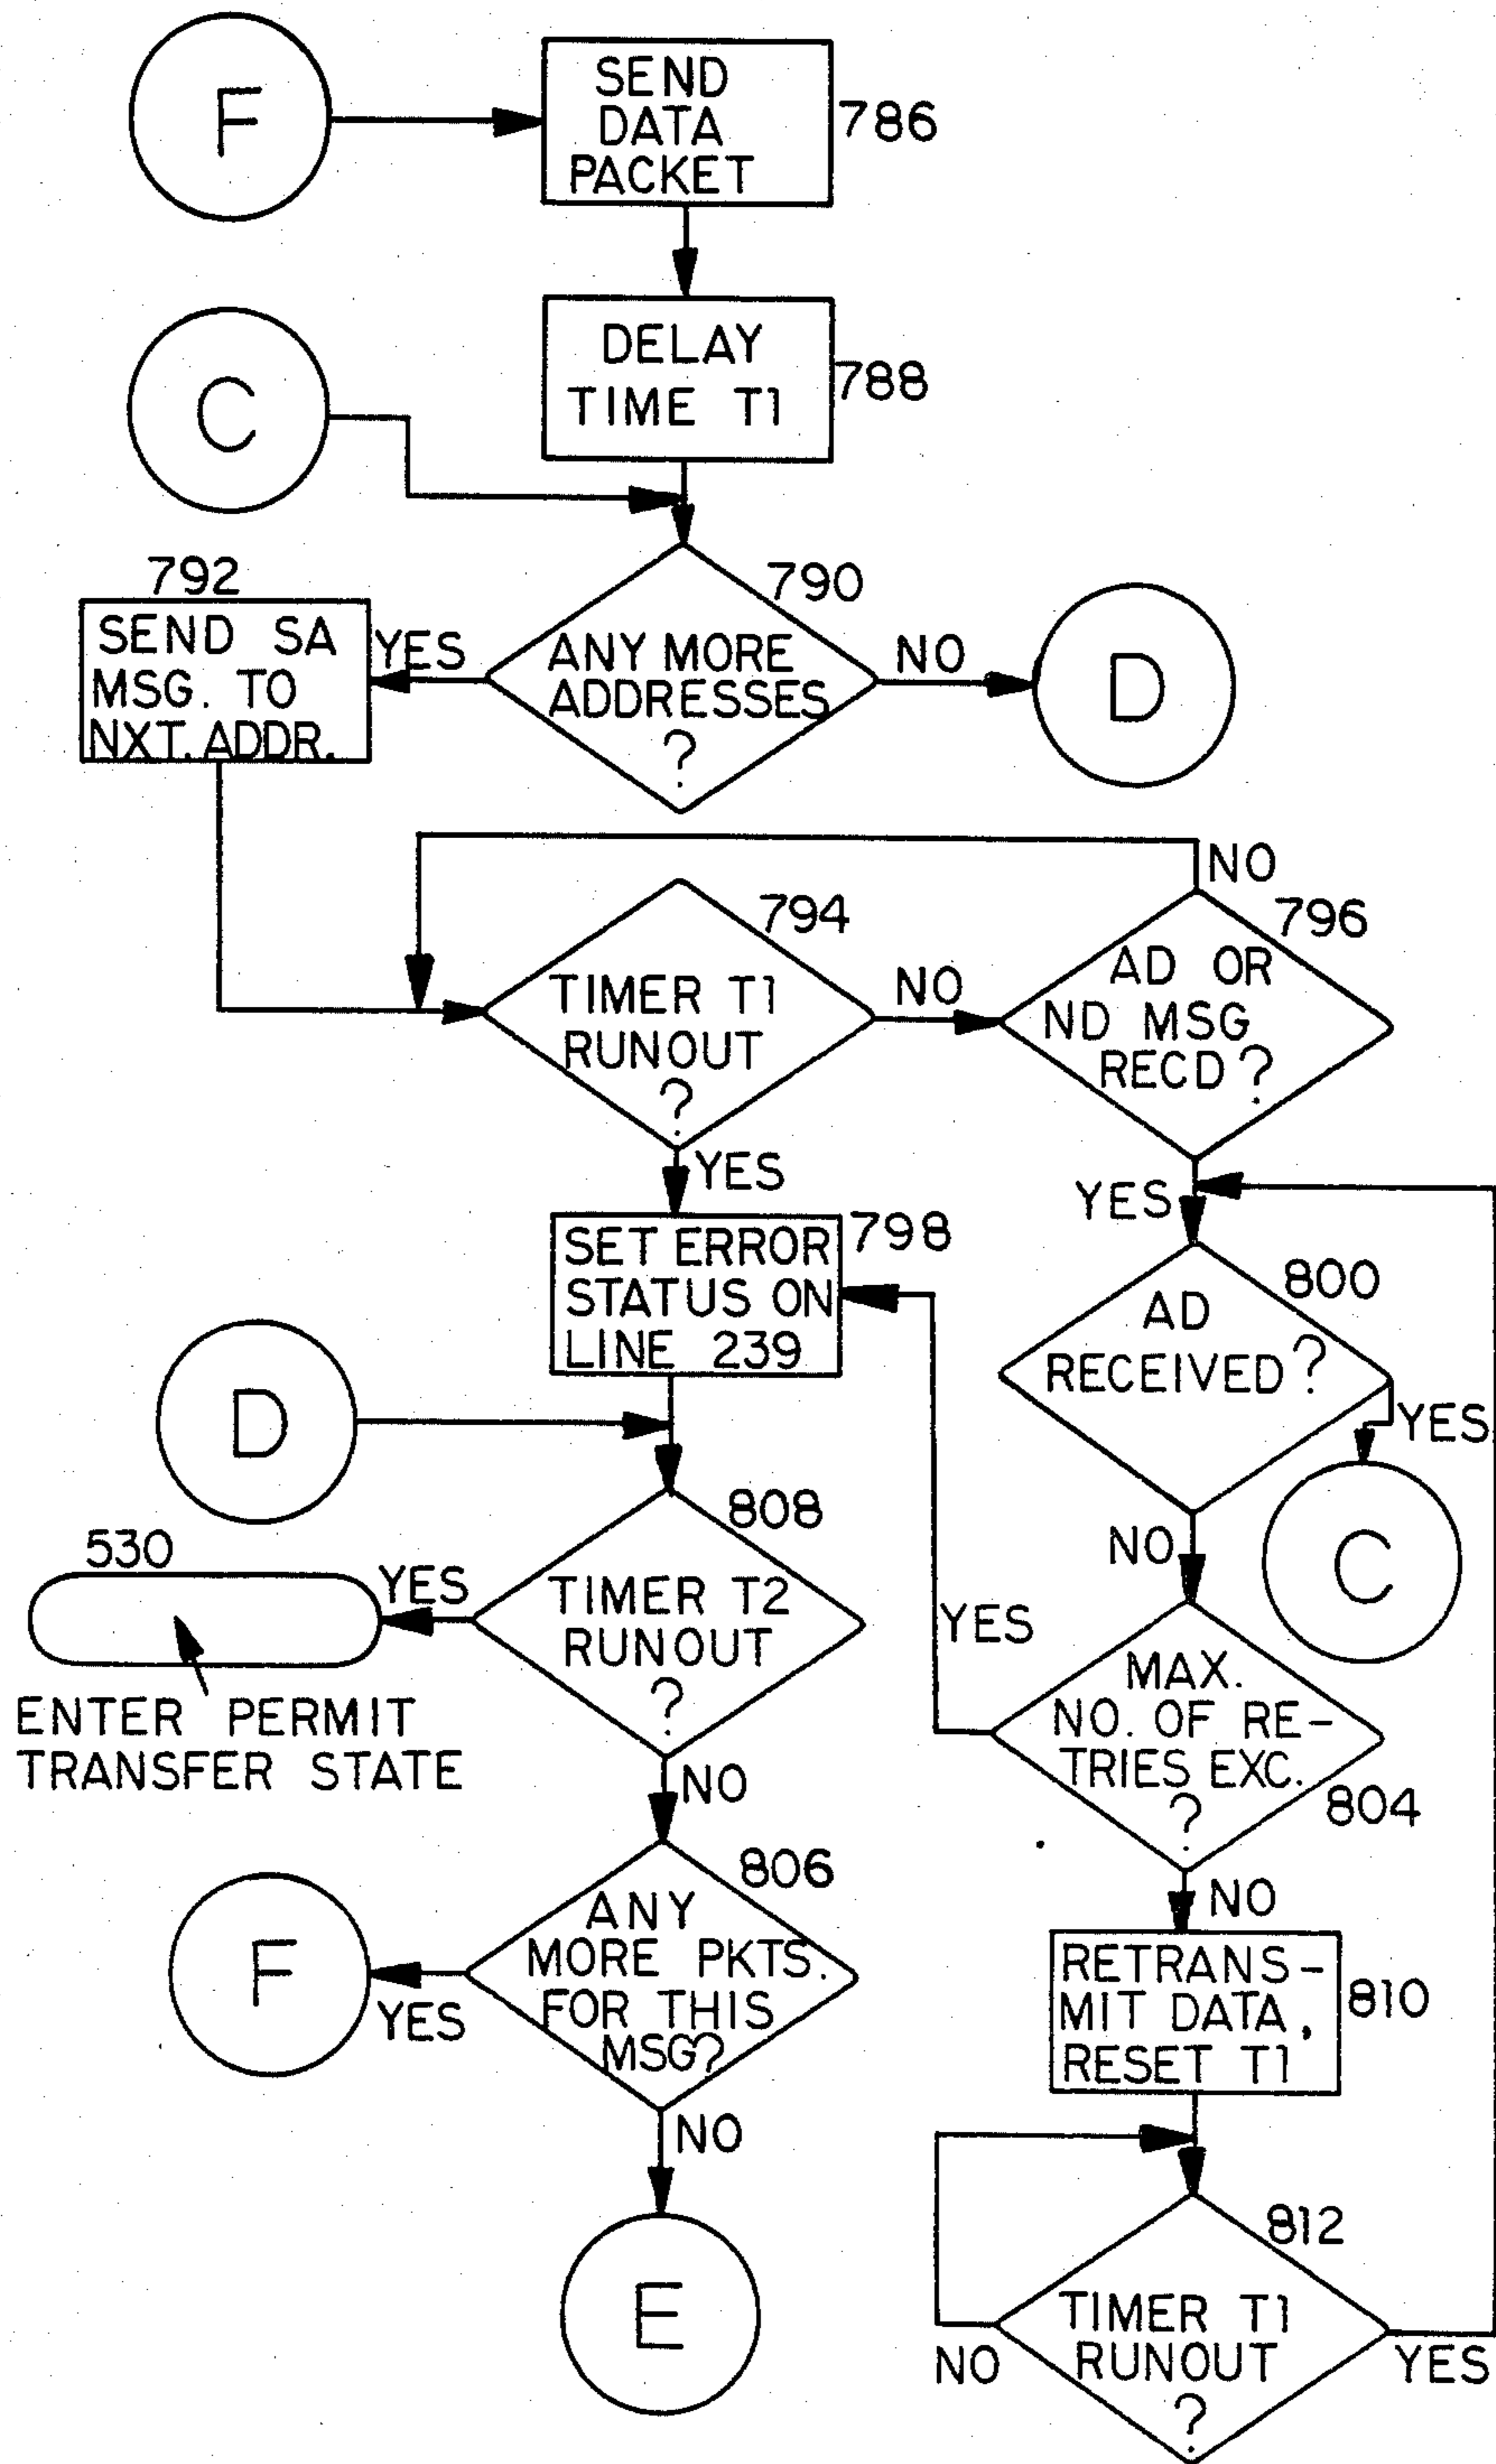 F
SEND
DATA
PACKET
786
DELAY
TIME T1
788
C
792
SEND SA
MSG. TO
NXT. ADDR.
YES
790
ANY MORE
ADDRESSES
?
NO
D
NO
794
TIMER T1
RUNOUT
?
NO
796
AD OR
ND MSG
RECD?
YES
YES
SET ERROR
STATUS ON
LINE 239
798
800
AD
RECEIVED?
YES
C
D
NO
808
530
YES
TIMER T2
RUNOUT
?
ENTER PERMIT
TRANSFER STATE
YES
MAX.
NO. OF RE-
TRIES EXC.
?
804
NO
806
NO
F
YES
ANY
MORE PKTS.
FOR THIS
MSG?
RETRANS-
MIT DATA,
RESET T1
810
NO
E
812
TIMER T1
RUNOUT
?
NO
YES